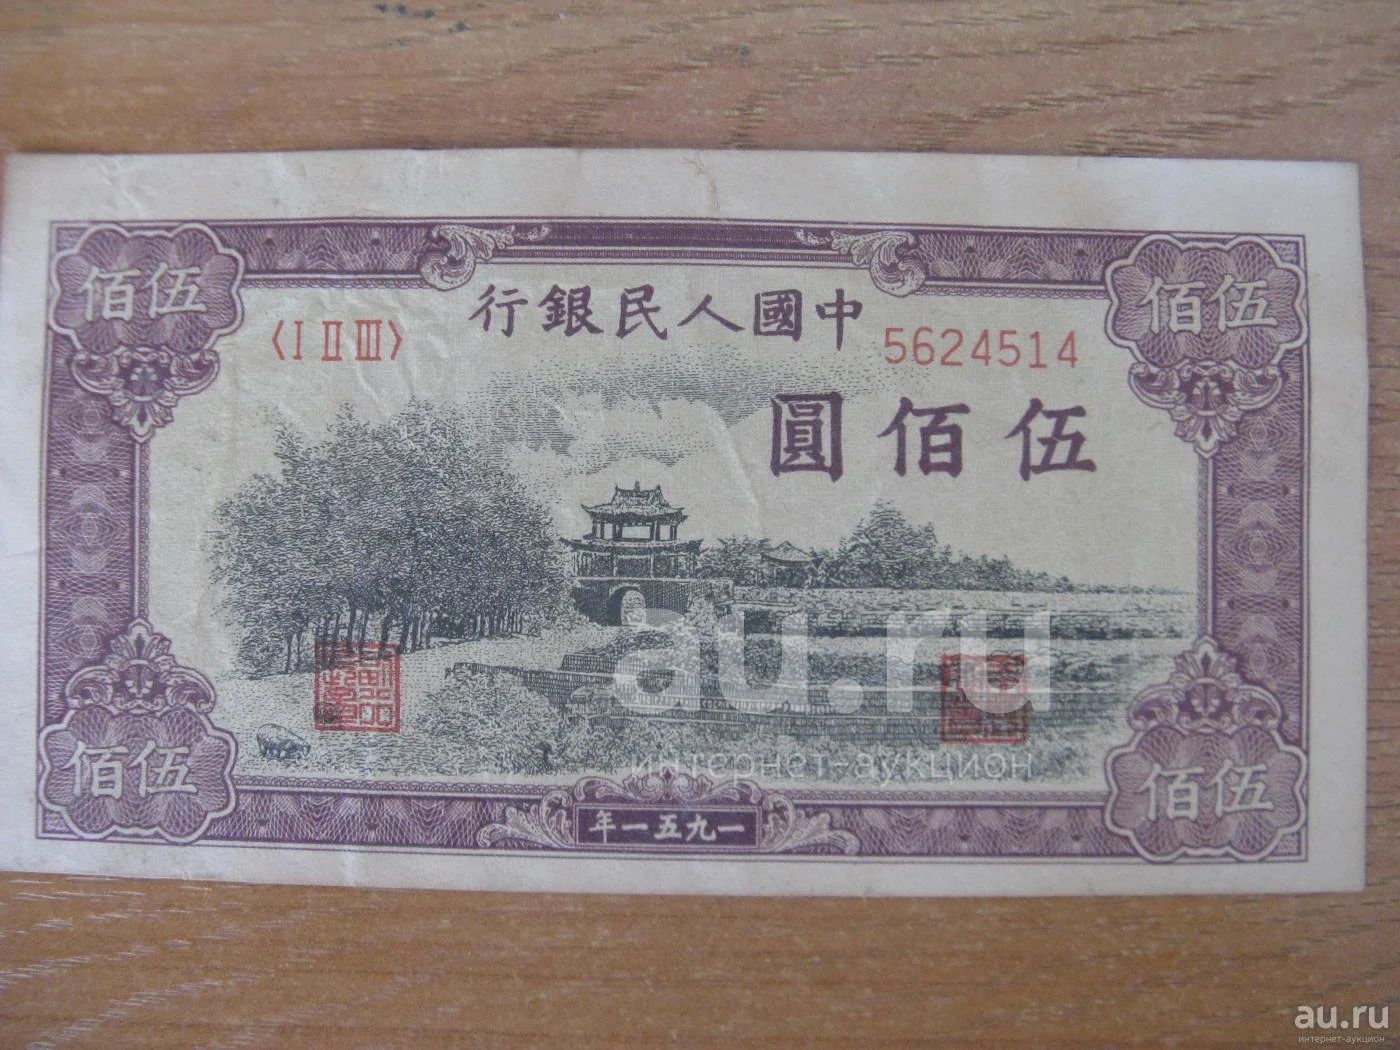 中國人民銀行
〈I II III〉
5624514
伍佰圓
伍佰
伍佰
伍佰
伍佰
一九五一年
au.ru
интернет-аукцион
au.ru
интернет-аукцион